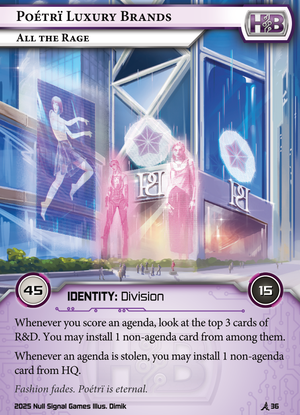 Poétrï Luxury Brands
All the Rage
HB
45
IDENTITY: Division
15
Whenever you score an agenda, look at the top 3 cards of
R&D. You may install 1 non-agenda card from among them.
Whenever an agenda is stolen, you may install 1 non-agenda
card from HQ.
Fashion fades. Poétrï is eternal.
2025 Null Signal Games Illus. Dimik
36